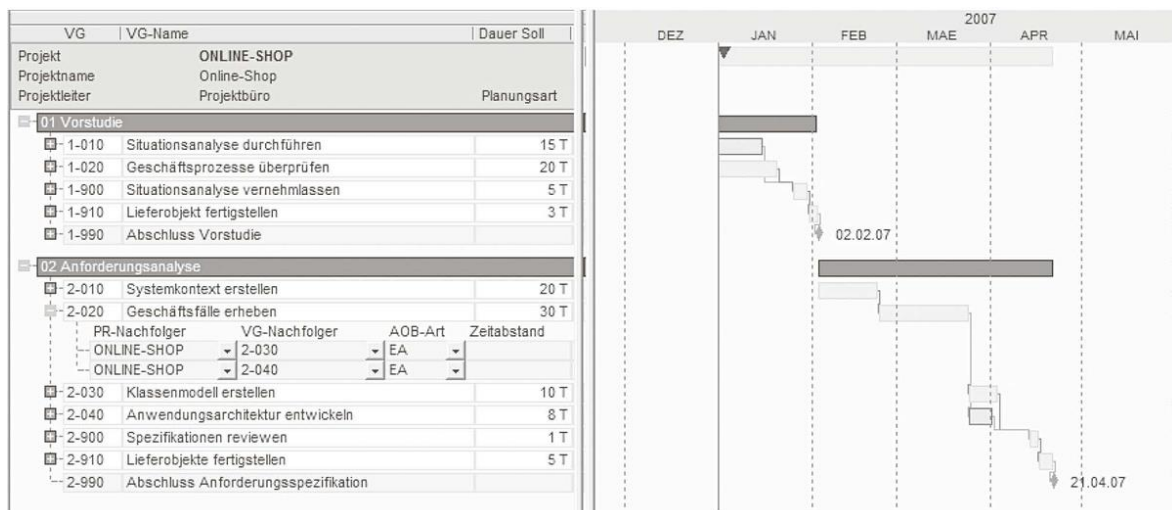 2007
VG VG-Name Dauer Soll DEZ JAN FEB MAE APR MAI
Projekt ONLINE-SHOP
Projektname Online-Shop
Projektleiter Projektbüro Planungsart
01 Vorstudie
1-010 Situationsanalyse durchführen 15 T
1-020 Geschäftsprozesse überprüfen 20 T
1-900 Situationsanalyse vernehmlassen 5 T
1-910 Lieferobjekt fertigstellen 3 T
1-990 Abschluss Vorstudie 02.02.07
02 Anforderungsanalyse
2-010 Systemkontext erstellen 20 T
2-020 Geschäftsfälle erheben 30 T
PR-Nachfolger VG-Nachfolger AOB-Art Zeitabstand
ONLINE-SHOP 2-030 EA
ONLINE-SHOP 2-040 EA
2-030 Klassenmodell erstellen 10 T
2-040 Anwendungsarchitektur entwickeln 8 T
2-900 Spezifikationen reviewen 1 T
2-910 Lieferobjekte fertigstellen 5 T
2-990 Abschluss Anforderungsspezifikation 21.04.07